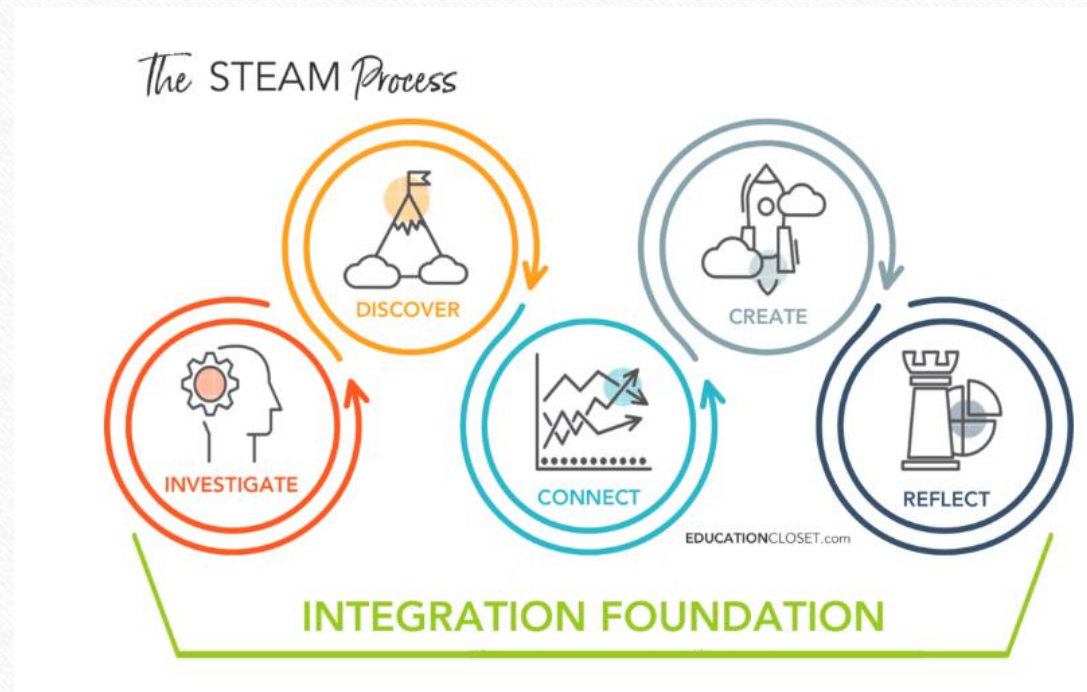 The STEAM Process
INVESTIGATE
DISCOVER
CONNECT
CREATE
REFLECT
EDUCATIONCLOSET.com
INTEGRATION FOUNDATION